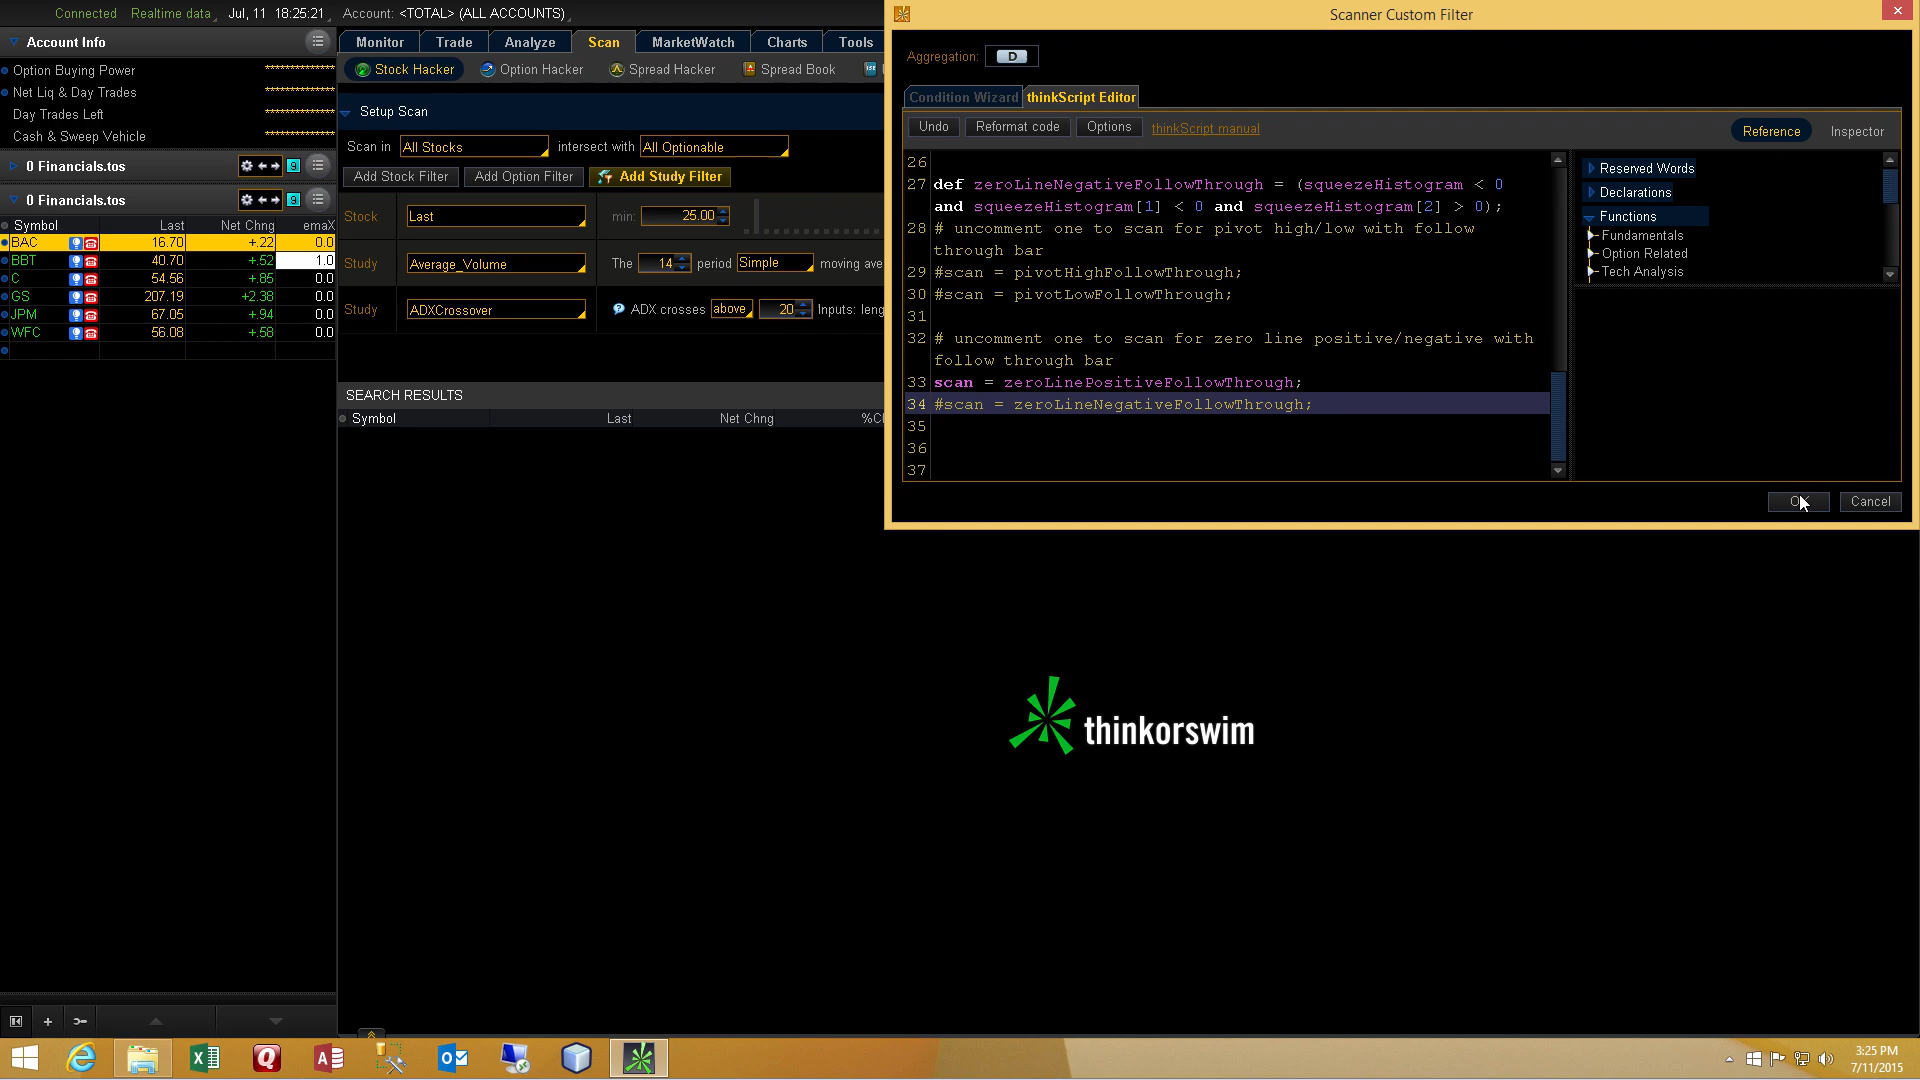 Connected Realtime data Jul, 11 18:25:21 Account: <TOTAL> (ALL ACCOUNTS)
Scanner Custom Filter
Account Info
Option Buying Power **************
Net Liq & Day Trades **************
Day Trades Left **************
Cash & Sweep Vehicle **************
0 Financials.tos 9
0 Financials.tos 9
Symbol Last Net Chng emaX
BAC 16.70 +.22 0.0
BBT 40.70 +.52 1.0
C 54.56 +.85 0.0
GS 207.19 +2.38 0.0
JPM 67.05 +.94 0.0
WFC 56.08 +.58 0.0
Monitor Trade Analyze Scan MarketWatch Charts Tools
Stock Hacker Option Hacker Spread Hacker Spread Book
Setup Scan
Scan in All Stocks intersect with All Optionable
Add Stock Filter Add Option Filter Add Study Filter
Stock Last min: 25.00
Study Average_Volume The 14 period Simple moving ave
Study ADXCrossover ADX crosses above 20 Inputs: leng
SEARCH RESULTS
Symbol Last Net Chng
Aggregation: D
Condition Wizard thinkScript Editor
Undo Reformat code Options thinkScript manual Reference Inspector
26
27 def zeroLineNegativeFollowThrough = (squeezeHistogram < 0
and squeezeHistogram[1] < 0 and squeezeHistogram[2] > 0);
28 # uncomment one to scan for pivot high/low with follow
through bar
29 #scan = pivotHighFollowThrough;
30 #scan = pivotLowFollowThrough;
31
32 # uncomment one to scan for zero line positive/negative with
follow through bar
33 scan = zeroLinePositiveFollowThrough;
34 #scan = zeroLineNegativeFollowThrough;
35
36
37
Reserved Words
Declarations
Functions
Fundamentals
Option Related
Tech Analysis
OK Cancel
thinkorswim
3:25 PM
7/11/2015